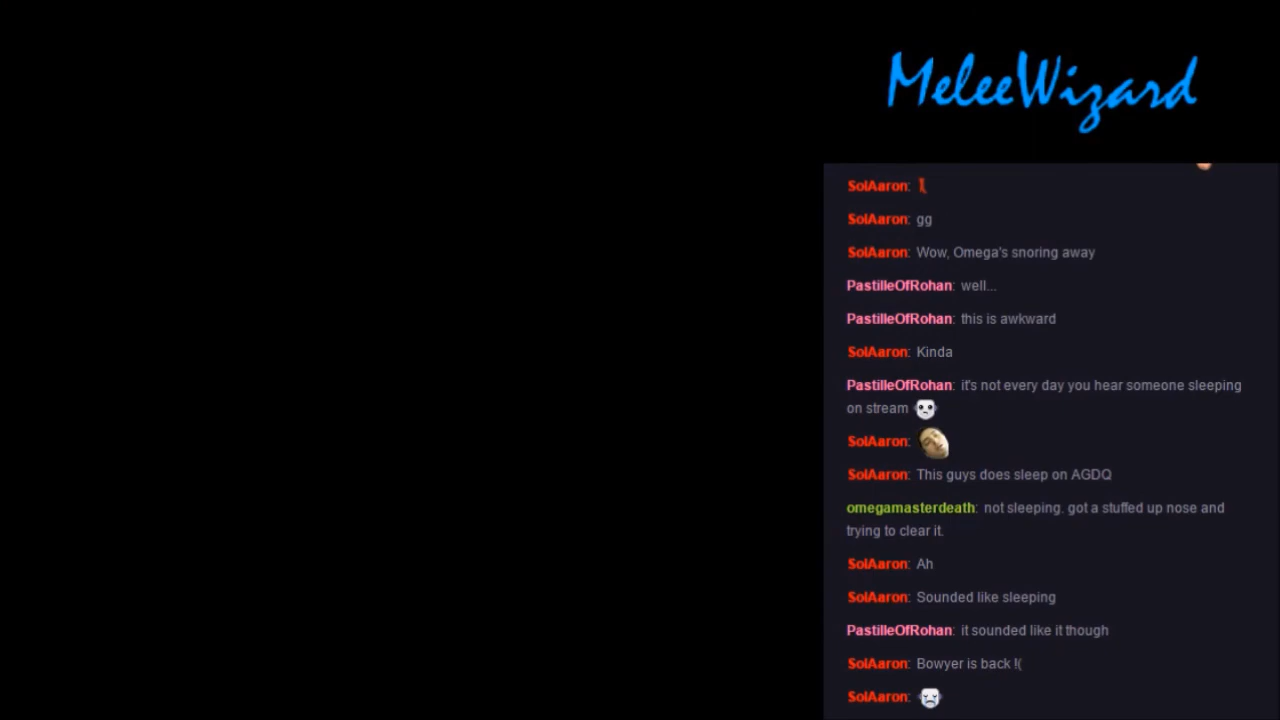 MeleeWizard
SolAaron:
SolAaron: gg
SolAaron: Wow, Omega's snoring away
PastilleOfRohan: well...
PastilleOfRohan: this is awkward
SolAaron: Kinda
PastilleOfRohan: it's not every day you hear someone sleeping
on stream
SolAaron:
SolAaron: This guys does sleep on AGDQ
omegamasterdeath: not sleeping. got a stuffed up nose and
trying to clear it.
SolAaron: Ah
SolAaron: Sounded like sleeping
PastilleOfRohan: it sounded like it though
SolAaron: Bowyer is back !(
SolAaron: